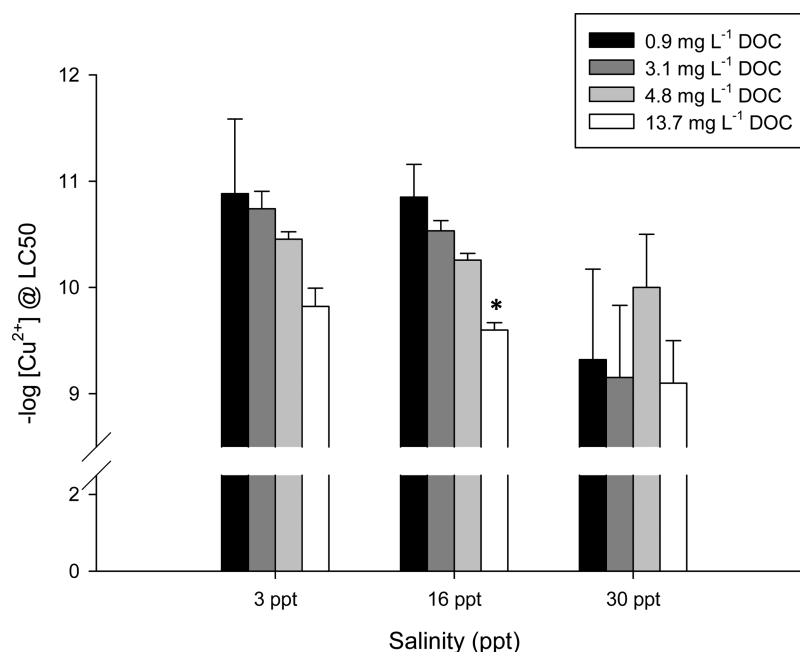 0.9 mg L⁻¹ DOC
3.1 mg L⁻¹ DOC
4.8 mg L⁻¹ DOC
13.7 mg L⁻¹ DOC
12
11
10
9
2
0
-log [Cu²⁺] @ LC50
*
3 ppt
16 ppt
30 ppt
Salinity (ppt)